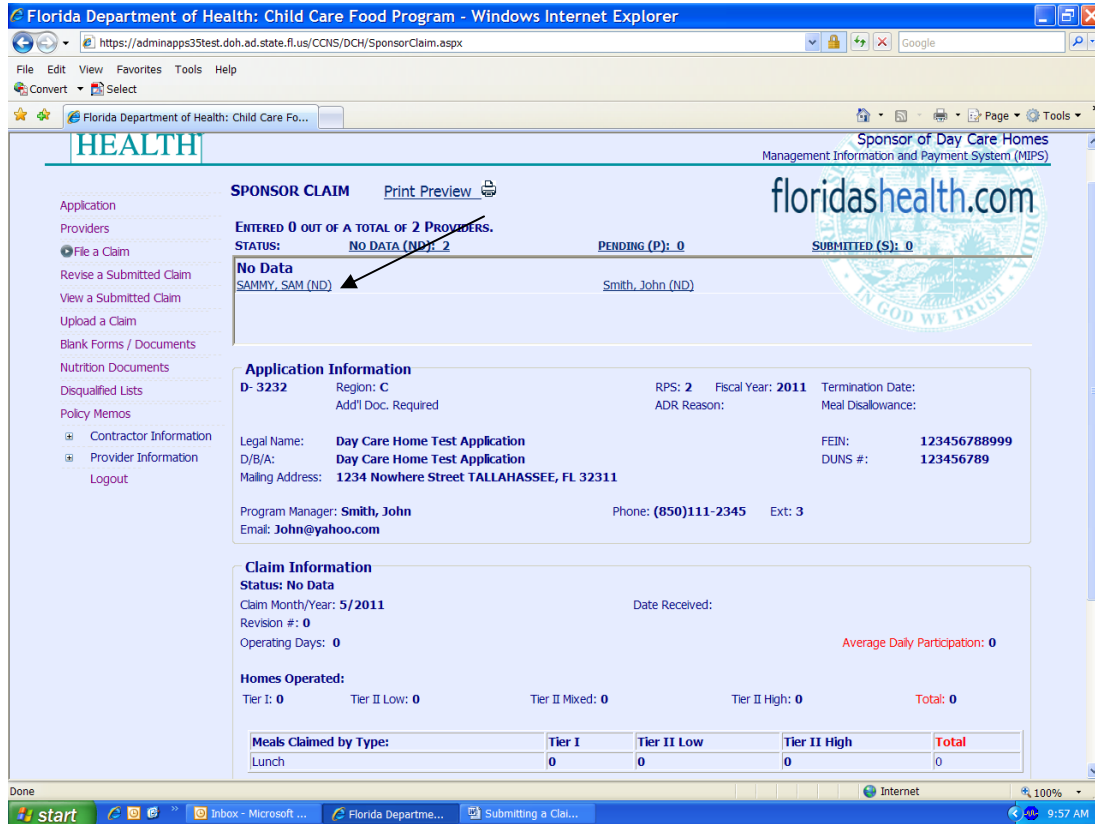 Florida Department of Health: Child Care Food Program - Windows Internet Explorer
https://adminapps35test.doh.ad.state.fl.us/CCNS/DCH/SponsorClaim.aspx
Google
File Edit View Favorites Tools Help
Convert Select
Florida Department of Health: Child Care Fo...
Page Tools
HEALTH
Sponsor of Day Care Homes
Management Information and Payment System (MIPS)
floridashealth.com
IN GOD WE TRUST
Application
Providers
File a Claim
Revise a Submitted Claim
View a Submitted Claim
Upload a Claim
Blank Forms / Documents
Nutrition Documents
Disqualified Lists
Policy Memos
Contractor Information
Provider Information
Logout
SPONSOR CLAIM Print Preview
ENTERED 0 OUT OF A TOTAL OF 2 PROVIDERS.
STATUS: NO DATA (ND): 2 PENDING (P): 0 SUBMITTED (S): 0
No Data
SAMMY, SAM (ND) Smith, John (ND)
Application Information
D- 3232 Region: C RPS: 2 Fiscal Year: 2011 Termination Date:
Add'l Doc. Required ADR Reason: Meal Disallowance:
Legal Name: Day Care Home Test Application FEIN: 123456788999
D/B/A: Day Care Home Test Application DUNS #: 123456789
Mailing Address: 1234 Nowhere Street TALLAHASSEE, FL 32311
Program Manager: Smith, John Phone: (850)111-2345 Ext: 3
Email: John@yahoo.com
Claim Information
Status: No Data
Claim Month/Year: 5/2011 Date Received:
Revision #: 0
Operating Days: 0 Average Daily Participation: 0
Homes Operated:
Tier I: 0 Tier II Low: 0 Tier II Mixed: 0 Tier II High: 0 Total: 0
Meals Claimed by Type: Tier I Tier II Low Tier II High Total
Lunch 0 0 0 0
Done Internet 100%
start Inbox - Microsoft ... Florida Departme... Submitting a Clai... 9:57 AM